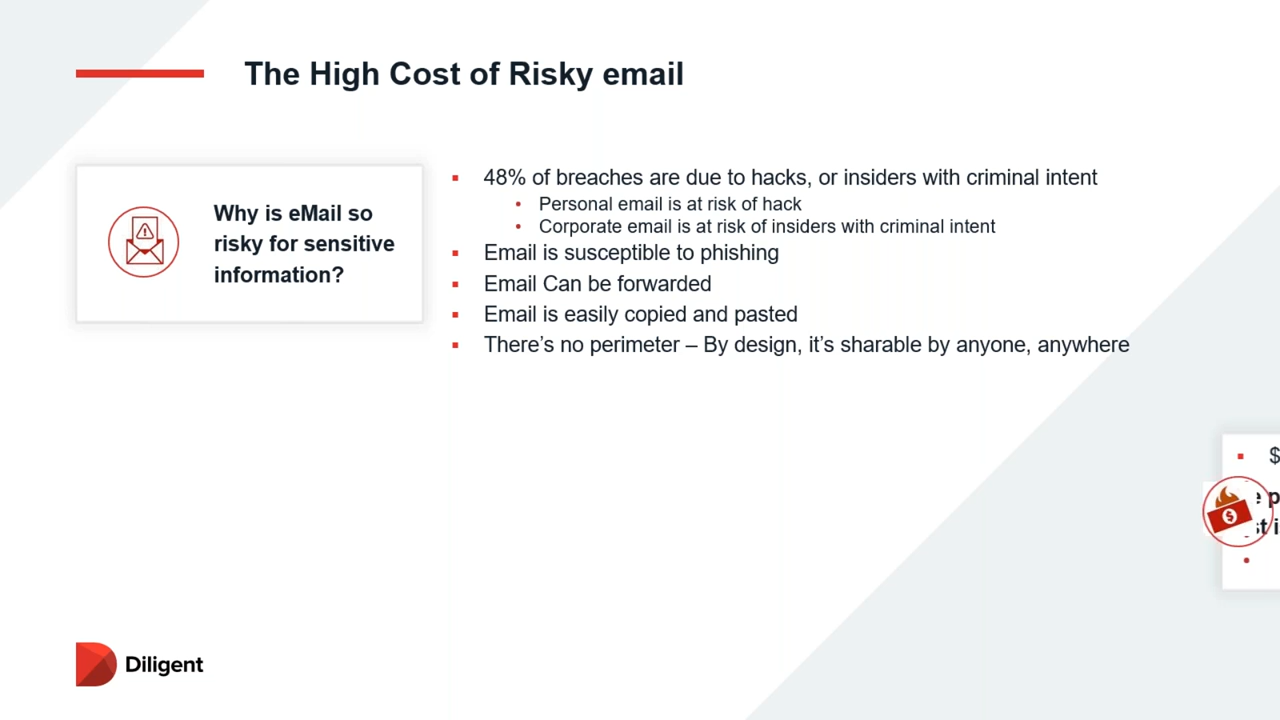 The High Cost of Risky email
Why is eMail so
risky for sensitive
information?
48% of breaches are due to hacks, or insiders with criminal intent
Personal email is at risk of hack
Corporate email is at risk of insiders with criminal intent
Email is susceptible to phishing
Email Can be forwarded
Email is easily copied and pasted
There’s no perimeter – By design, it’s sharable by anyone, anywhere
$
Diligent